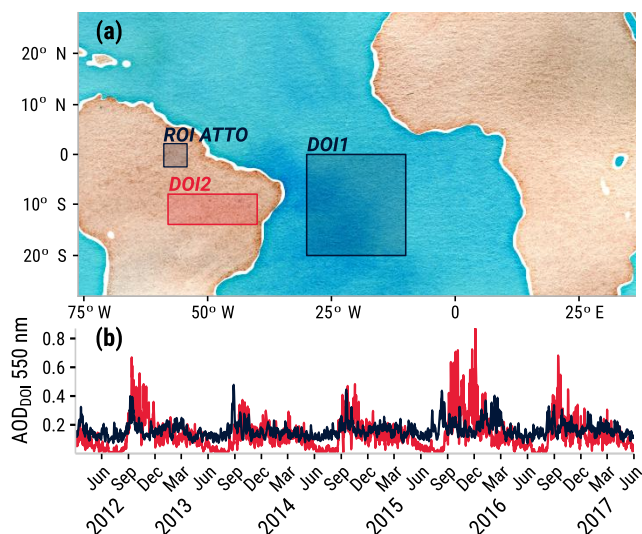 (a)
20° N
10° N
0
10° S
20° S
ROI ATTO
DOI1
DOI2
75° W
50° W
25° W
0
25° E
(b)
AOD_DOI 550 nm
0.8
0.6
0.4
0.2
Jun Sep Dec Mar Jun Sep Dec Mar Jun Sep Dec Mar Jun Sep Dec Mar Jun Sep Dec Mar Jun
2012 2013 2014 2015 2016 2017